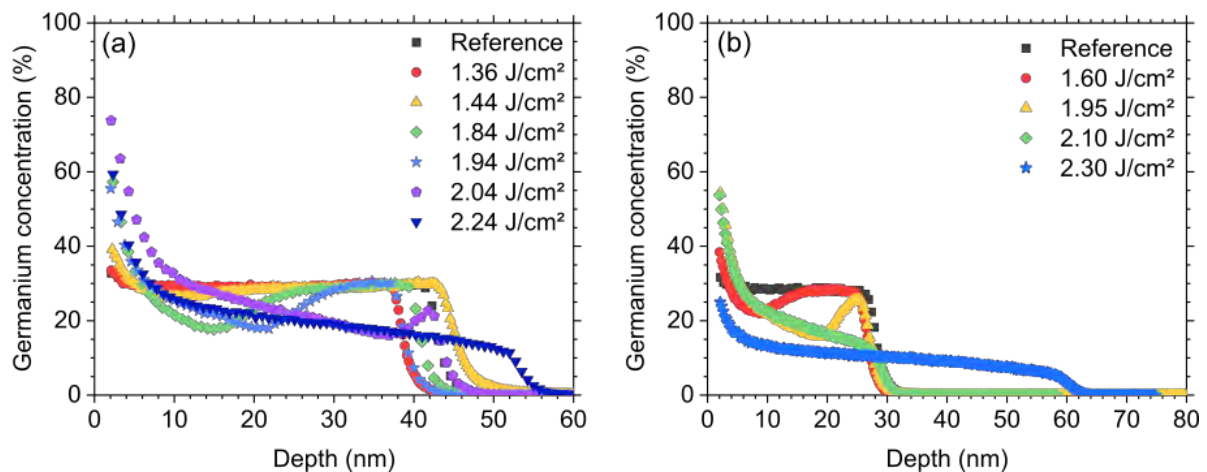 (a)
Germanium concentration (%)
100
80
60
40
20
0
Reference
1.36 J/cm²
1.44 J/cm²
1.84 J/cm²
1.94 J/cm²
2.04 J/cm²
2.24 J/cm²
0 10 20 30 40 50 60
Depth (nm)
(b)
Germanium concentration (%)
100
80
60
40
20
0
Reference
1.60 J/cm²
1.95 J/cm²
2.10 J/cm²
2.30 J/cm²
0 10 20 30 40 50 60 70 80
Depth (nm)